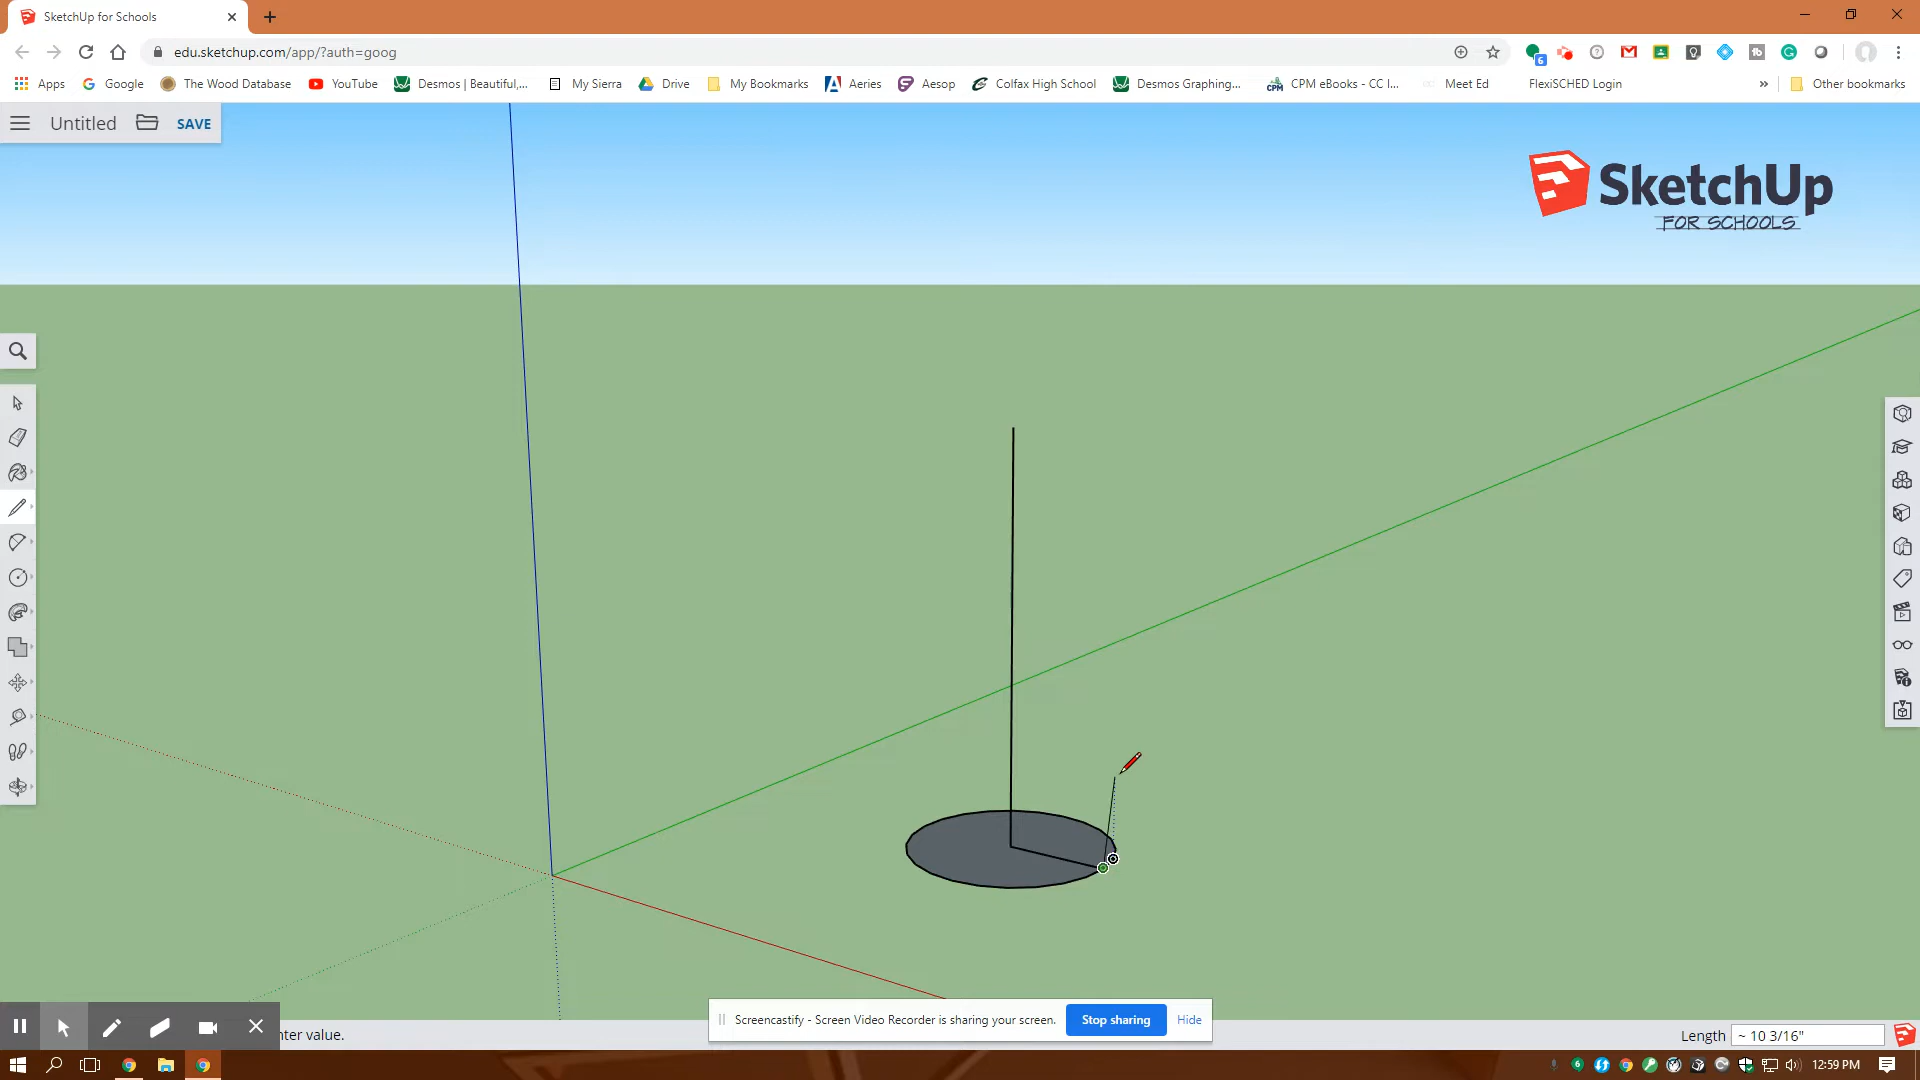 SketchUp for Schools
edu.sketchup.com/app/?auth=goog
6
Apps
Google
The Wood Database
YouTube
Desmos | Beautiful,...
My Sierra
Drive
My Bookmarks
Aeries
Aesop
Colfax High School
Desmos Graphing...
CPM
CPM eBooks - CC I...
Meet Ed
FlexiSCHED Login
»
Other bookmarks
Untitled
SAVE
SketchUp
FOR SCHOOLS
Screencastify - Screen Video Recorder is sharing your screen.
Stop sharing
Hide
nter value.
Length
~ 10 3/16"
12:59 PM